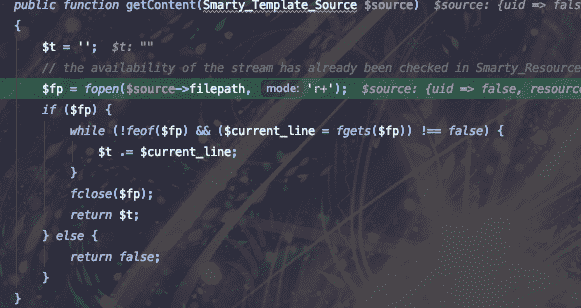 public function getContent(Smarty_Template_Source $source)  $source: {uid => fals
{
$t = '';  $t: ""
// the availability of the stream has already been checked in Smarty_Resource
$fp = fopen($source->filepath, mode: 'r+');  $source: {uid => false, resourc
if ($fp) {
while (!feof($fp) && ($current_line = fgets($fp)) !== false) {
$t .= $current_line;
}
fclose($fp);
return $t;
} else {
return false;
}
}